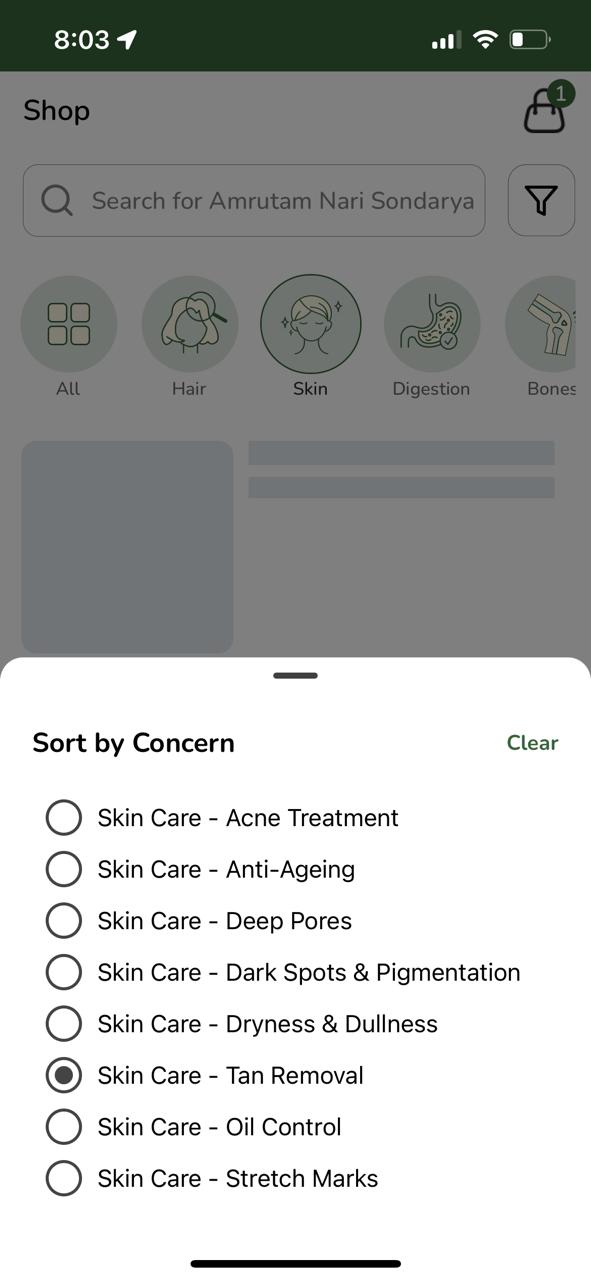 8:03
Shop
1
Search for Amrutam Nari Sondarya
All
Hair
Skin
Digestion
Bones
Sort by Concern
Clear
Skin Care - Acne Treatment
Skin Care - Anti-Ageing
Skin Care - Deep Pores
Skin Care - Dark Spots & Pigmentation
Skin Care - Dryness & Dullness
Skin Care - Tan Removal
Skin Care - Oil Control
Skin Care - Stretch Marks